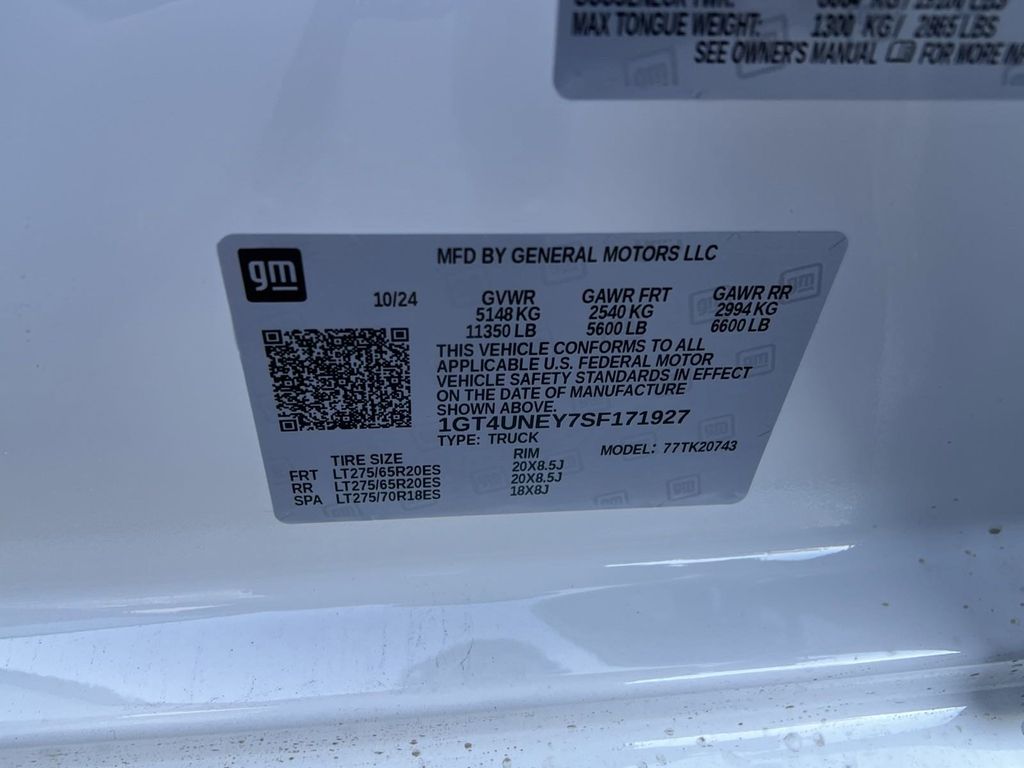 MAX TONGUE WEIGHT: 1300 KG / 2865 LBS
SEE OWNER'S MANUAL FOR MORE
gm
MFD BY GENERAL MOTORS LLC
10/24 GVWR GAWR FRT GAWR RR
5148 KG 2540 KG 2994 KG
11350 LB 5600 LB 6600 LB
THIS VEHICLE CONFORMS TO ALL
APPLICABLE U.S. FEDERAL MOTOR
VEHICLE SAFETY STANDARDS IN EFFECT
ON THE DATE OF MANUFACTURE
SHOWN ABOVE.
1GT4UNEY7SF171927
TYPE: TRUCK MODEL: 77TK20743
TIRE SIZE RIM
FRT LT275/65R20ES 20X8.5J
RR LT275/65R20ES 20X8.5J
SPA LT275/70R18ES 18X8J